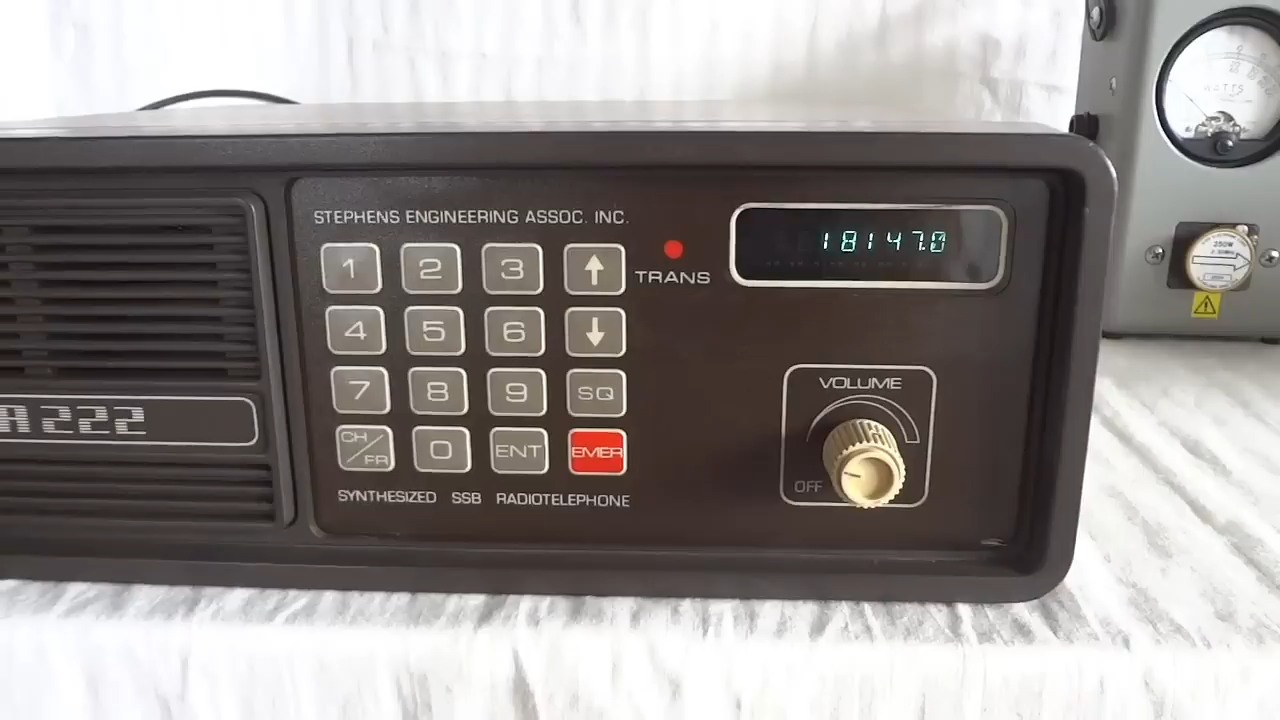 STEPHENS ENGINEERING ASSOC. INC.
1 2 3 ↑
TRANS
18147.0
4 5 6 ↓
7 8 9 SQ
CH/FR 0 ENT EMER
SYNTHESIZED SSB RADIOTELEPHONE
A 222
VOLUME
OFF
WATTS
250W